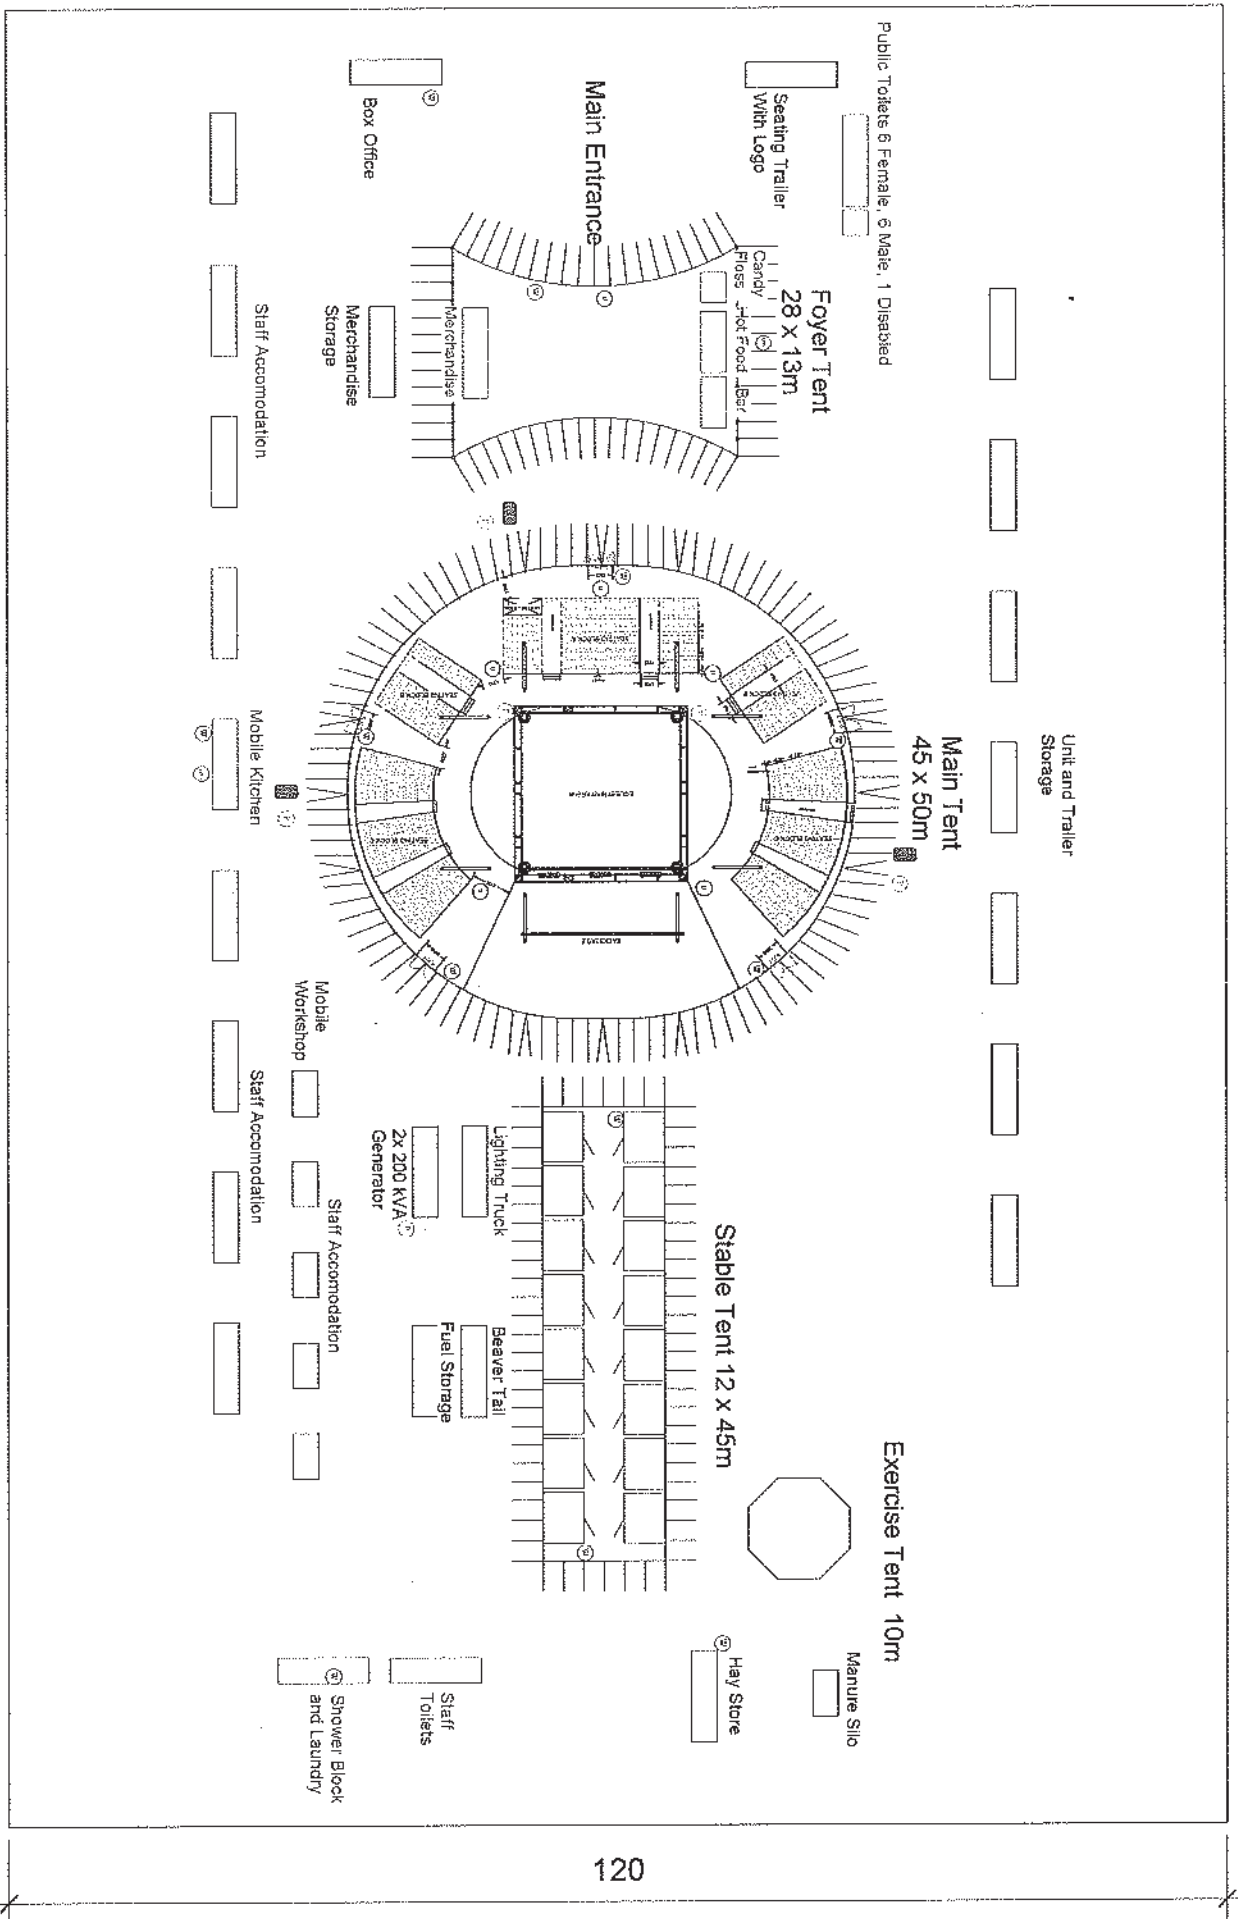 Public Toilets 6 Female, 6 Male, 1 Disabled
Seating Trailer
With Logo
Main Entrance
Box Office
Candy
Floss
Hot Food
Bar
Foyer Tent
28 x 13m
Merchandise
Merchandise
Storage
Staff Accomodation
Unit and Trailer
Storage
Main Tent
45 x 50m
Mobile Kitchen
Mobile
Workshop
Staff Accomodation
Staff Accomodation
Lighting Truck
2x 200 kVA
Generator
Stable Tent 12 x 45m
Beaver Tail
Fuel Storage
Exercise Tent 10m
Manure Silo
Hay Store
Staff
Toilets
Shower Block
and Laundry
120